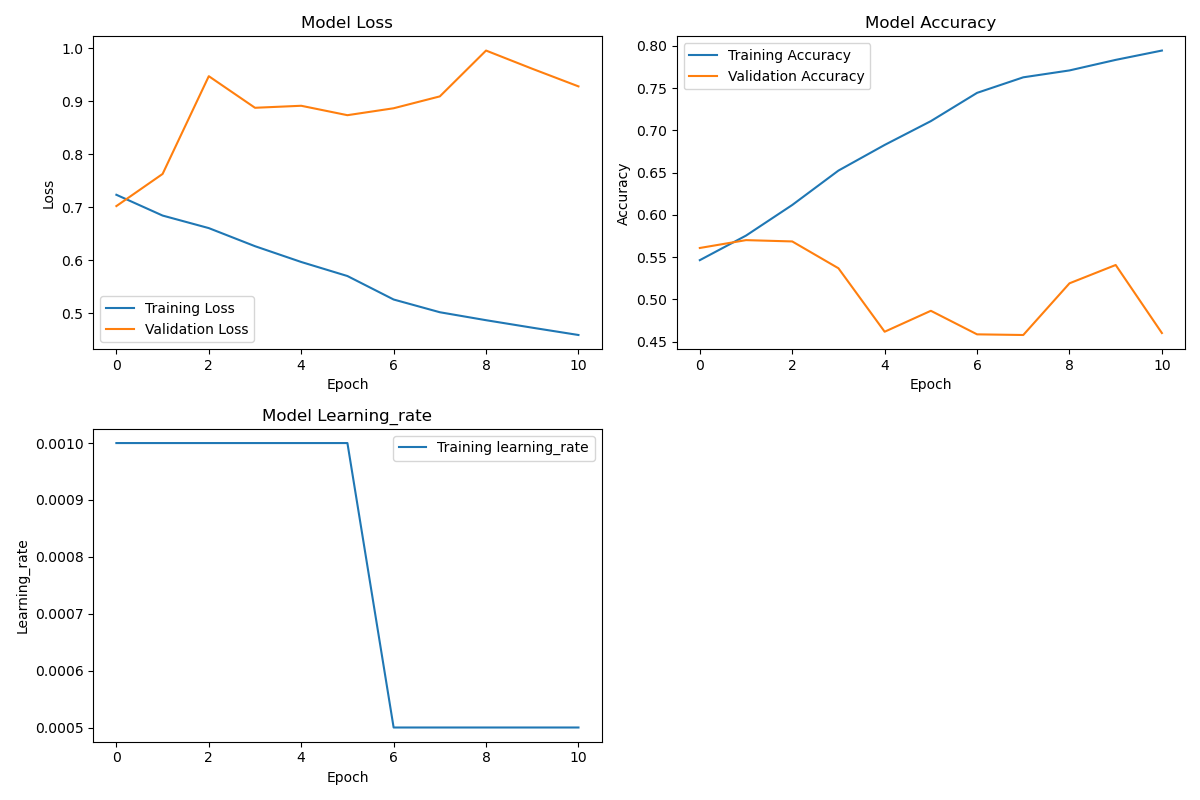 Model Loss
1.0
0.9
0.8
0.7
0.6
0.5
Loss
Training Loss
Validation Loss
0 2 4 6 8 10
Epoch
Model Accuracy
0.80
0.75
0.70
0.65
0.60
0.55
0.50
0.45
Accuracy
Training Accuracy
Validation Accuracy
0 2 4 6 8 10
Epoch
Model Learning_rate
0.0010
0.0009
0.0008
0.0007
0.0006
0.0005
Learning_rate
Training learning_rate
0 2 4 6 8 10
Epoch